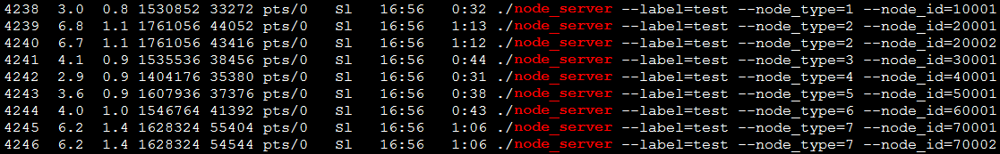 4238 3.0 0.8 1530852 33272 pts/0 Sl 16:56 0:32 ./node_server --label=test --node_type=1 --node_id=10001
4239 6.8 1.1 1761056 44052 pts/0 Sl 16:56 1:13 ./node_server --label=test --node_type=2 --node_id=20001
4240 6.7 1.1 1761056 43416 pts/0 Sl 16:56 1:12 ./node_server --label=test --node_type=2 --node_id=20002
4241 4.1 0.9 1535536 38456 pts/0 Sl 16:56 0:44 ./node_server --label=test --node_type=3 --node_id=30001
4242 2.9 0.9 1404176 35380 pts/0 Sl 16:56 0:31 ./node_server --label=test --node_type=4 --node_id=40001
4243 3.6 0.9 1607936 37376 pts/0 Sl 16:56 0:38 ./node_server --label=test --node_type=5 --node_id=50001
4244 4.0 1.0 1546764 41392 pts/0 Sl 16:56 0:43 ./node_server --label=test --node_type=6 --node_id=60001
4245 6.2 1.4 1628324 55404 pts/0 Sl 16:56 1:06 ./node_server --label=test --node_type=7 --node_id=70001
4246 6.2 1.4 1628324 54544 pts/0 Sl 16:56 1:06 ./node_server --label=test --node_type=7 --node_id=70002